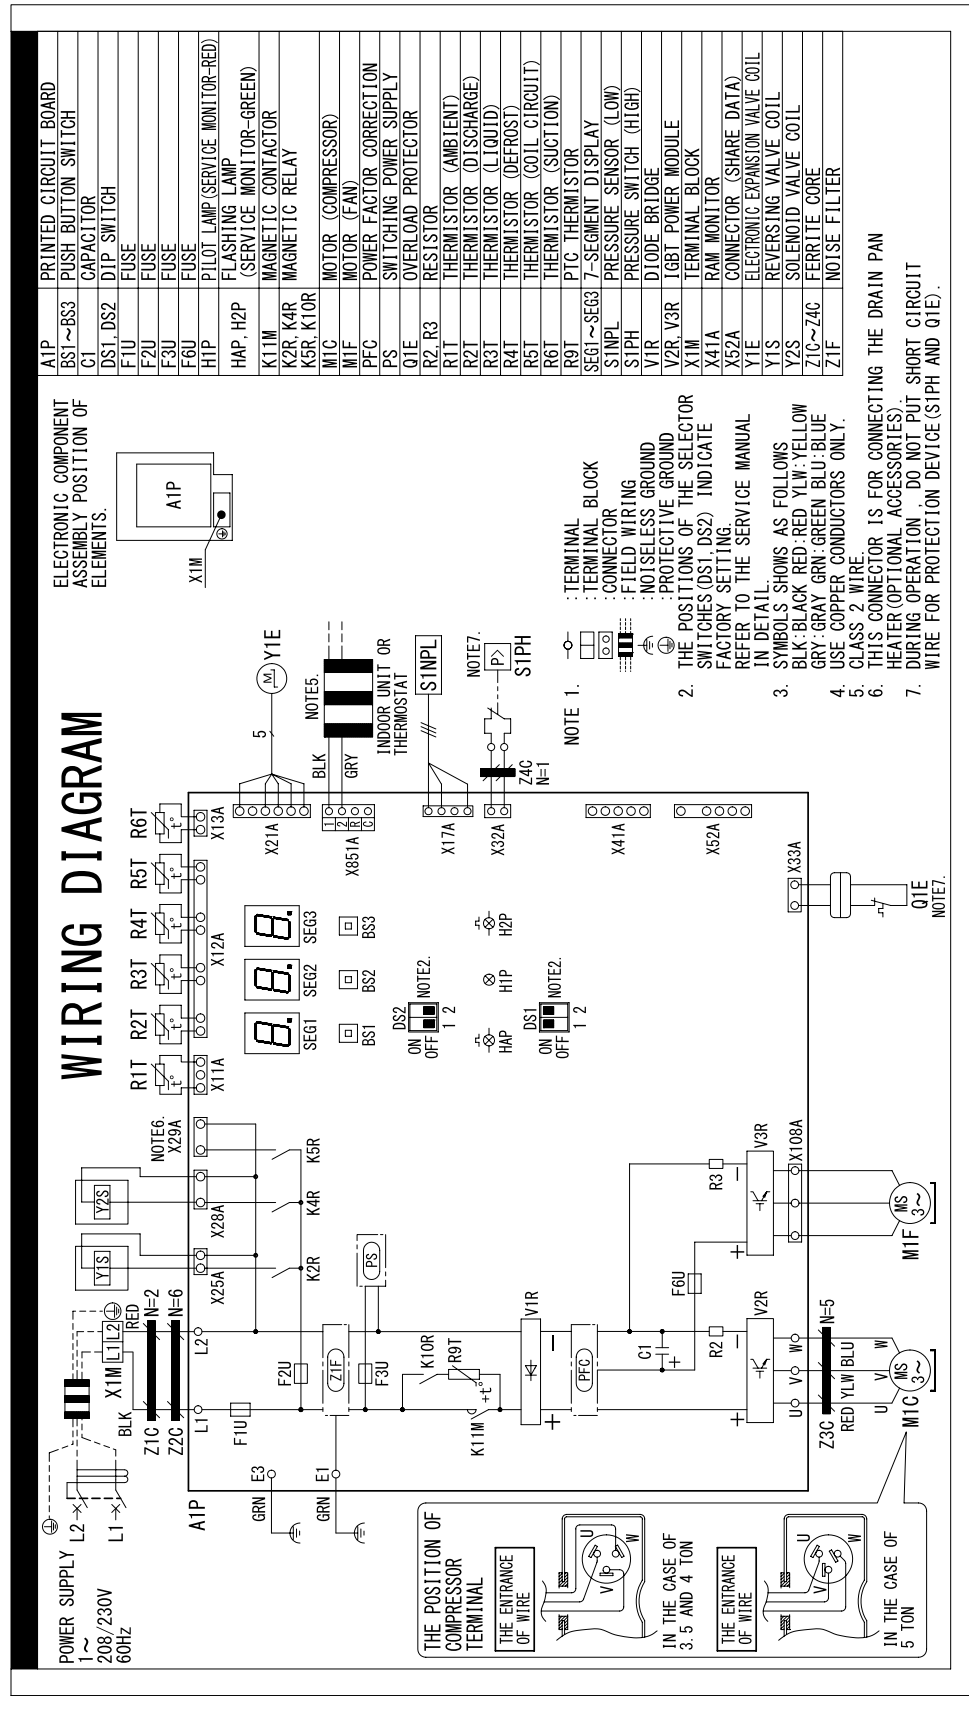 WIRING DIAGRAM
POWER SUPPLY
1~
208/230V
60Hz
L2
L1
X1M
L1
L2
BLK
RED
Z1C
N=2
Z2C
N=6
L1
L2
Y1S
Y2S
X25A
X28A
NOTE6.
X29A
K2R
K4R
K5R
A1P
F1U
F2U
Z1F
F3U
PS
E3
GRN
E1
GRN
K10R
R9T
+t°
K11M
V1R
+
−
PFC
C1
+
R2
R3
F6U
V2R
+
−
V3R
+
−
X108A
U
V
W
Z3C
N=5
RED
YLW
BLU
U
V
W
MS
3~
M1C
MS
3~
M1F
R1T
t°
R2T
t°
R3T
t°
R4T
t°
R5T
t°
R6T
t°
X11A
X12A
X13A
SEG1
SEG2
SEG3
BS1
BS2
BS3
DS2
ON
OFF
1 2
NOTE2.
HAP
H1P
H2P
DS1
ON
OFF
1 2
NOTE2.
X33A
Q1E
NOTE7.
X21A
5
M
Y1E
X851A
1
2
R
C
BLK
GRY
NOTE5.
INDOOR UNIT OR
THERMOSTAT
X17A
S1NPL
X32A
Z4C
N=1
NOTE7.
P>
S1PH
X41A
X52A
THE POSITION OF
COMPRESSOR
TERMINAL
THE ENTRANCE
OF WIRE
U
V
W
IN THE CASE OF
3.5 AND 4 TON
THE ENTRANCE
OF WIRE
U
V
W
IN THE CASE OF
5 TON
ELECTRONIC COMPONENT
ASSEMBLY POSITION OF
ELEMENTS.
A1P
X1M
NOTE 1.
:TERMINAL
:TERMINAL BLOCK
:CONNECTOR
:FIELD WIRING
:NOISELESS GROUND
:PROTECTIVE GROUND
2. THE POSITIONS OF THE SELECTOR
SWITCHES(DS1,DS2) INDICATE
FACTORY SETTING.
REFER TO THE SERVICE MANUAL
IN DETAIL.
3. SYMBOLS SHOWS AS FOLLOWS
BLK:BLACK RED:RED YLW:YELLOW
GRY:GRAY GRN:GREEN BLU:BLUE
4. USE COPPER CONDUCTORS ONLY.
5. CLASS 2 WIRE.
6. THIS CONNECTOR IS FOR CONNECTING THE DRAIN PAN
HEATER(OPTIONAL ACCESSORIES).
7. DURING OPERATION , DO NOT PUT SHORT CIRCUIT
WIRE FOR PROTECTION DEVICE(S1PH AND Q1E).
A1P PRINTED CIRCUIT BOARD
BS1~BS3 PUSH BUTTON SWITCH
C1 CAPACITOR
DS1,DS2 DIP SWITCH
F1U FUSE
F2U FUSE
F3U FUSE
F6U FUSE
H1P PILOT LAMP(SERVICE MONITOR-RED)
HAP,H2P FLASHING LAMP
(SERVICE MONITOR-GREEN)
K11M MAGNETIC CONTACTOR
K2R,K4R MAGNETIC RELAY
K5R,K10R
M1C MOTOR (COMPRESSOR)
M1F MOTOR (FAN)
PFC POWER FACTOR CORRECTION
PS SWITCHING POWER SUPPLY
Q1E OVERLOAD PROTECTOR
R2,R3 RESISTOR
R1T THERMISTOR (AMBIENT)
R2T THERMISTOR (DISCHARGE)
R3T THERMISTOR (LIQUID)
R4T THERMISTOR (DEFROST)
R5T THERMISTOR (COIL CIRCUIT)
R6T THERMISTOR (SUCTION)
R9T PTC THERMISTOR
SEG1~SEG3 7-SEGMENT DISPLAY
S1NPL PRESSURE SENSOR (LOW)
S1PH PRESSURE SWITCH (HIGH)
V1R DIODE BRIDGE
V2R,V3R IGBT POWER MODULE
X1M TERMINAL BLOCK
X41A RAM MONITOR
X52A CONNECTOR (SHARE DATA)
Y1E ELECTRONIC EXPANSION VALVE COIL
Y1S REVERSING VALVE COIL
Y2S SOLENOID VALVE COIL
Z1C~Z4C FERRITE CORE
Z1F NOISE FILTER